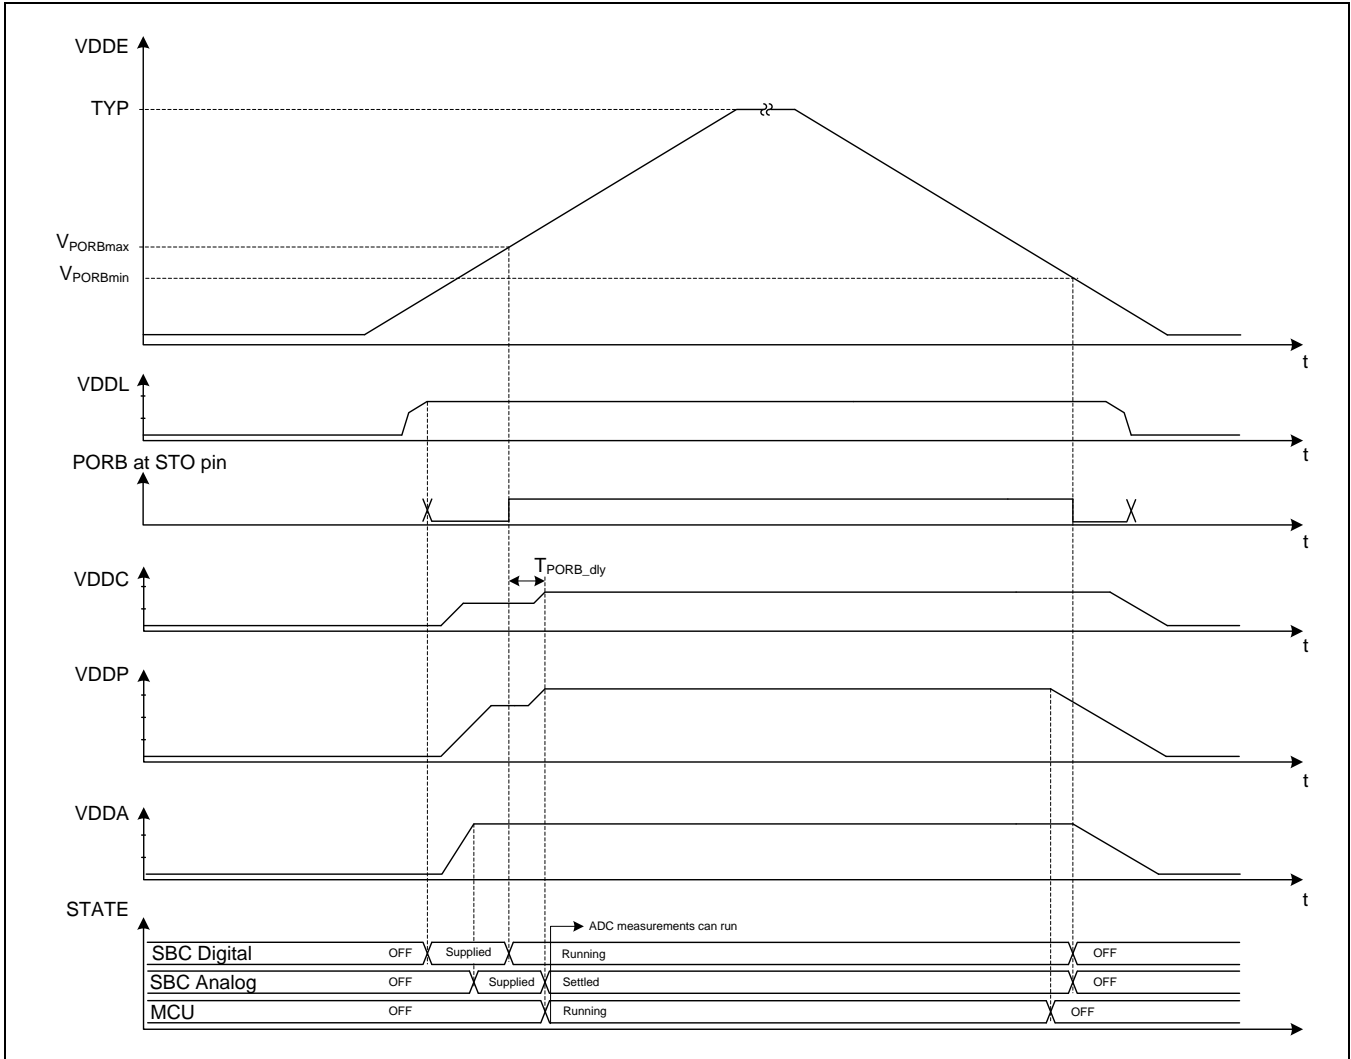 VDDE
TYP
VPORBmax
VPORBmin
t
VDDL
t
PORB at STO pin
t
TPORB_dly
VDDC
t
VDDP
t
VDDA
t
STATE
ADC measurements can run
SBC Digital OFF Supplied Running OFF
SBC Analog OFF Supplied Settled OFF
MCU OFF Running OFF